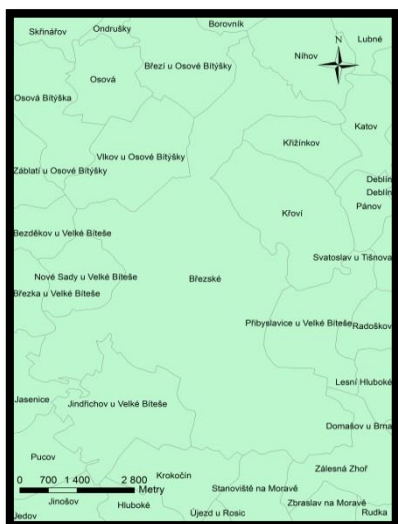 Borovník
Ondrušky
Skřinářov
Lubné
N
Níhov
Březí u Osové Bítýšky
Osová
Osová Bítýška
Katov
Křižínkov
Vlkov u Osové Bítýšky
Záblatí u Osové Bítýšky
Deblín
Deblín
Pánov
Křoví
Bezděkov u Velké Bíteše
Svatoslav u Tišnova
Nové Sady u Velké Bíteše
Březské
Březka u Velké Bíteše
Přibyslavice u Velké Bíteše
Radoškov
Lesní Hluboké
Jasenice
Jindřichov u Velké Bíteše
Domašov u Brna
Pucov
Zálesná Zhoř
Krokočín
0 700 1 400 2 800
Metry
Stanoviště na Moravě
Jinošov
Hluboké
Zbraslav na Moravě
Újezd u Rosic
Rudka
Jedov